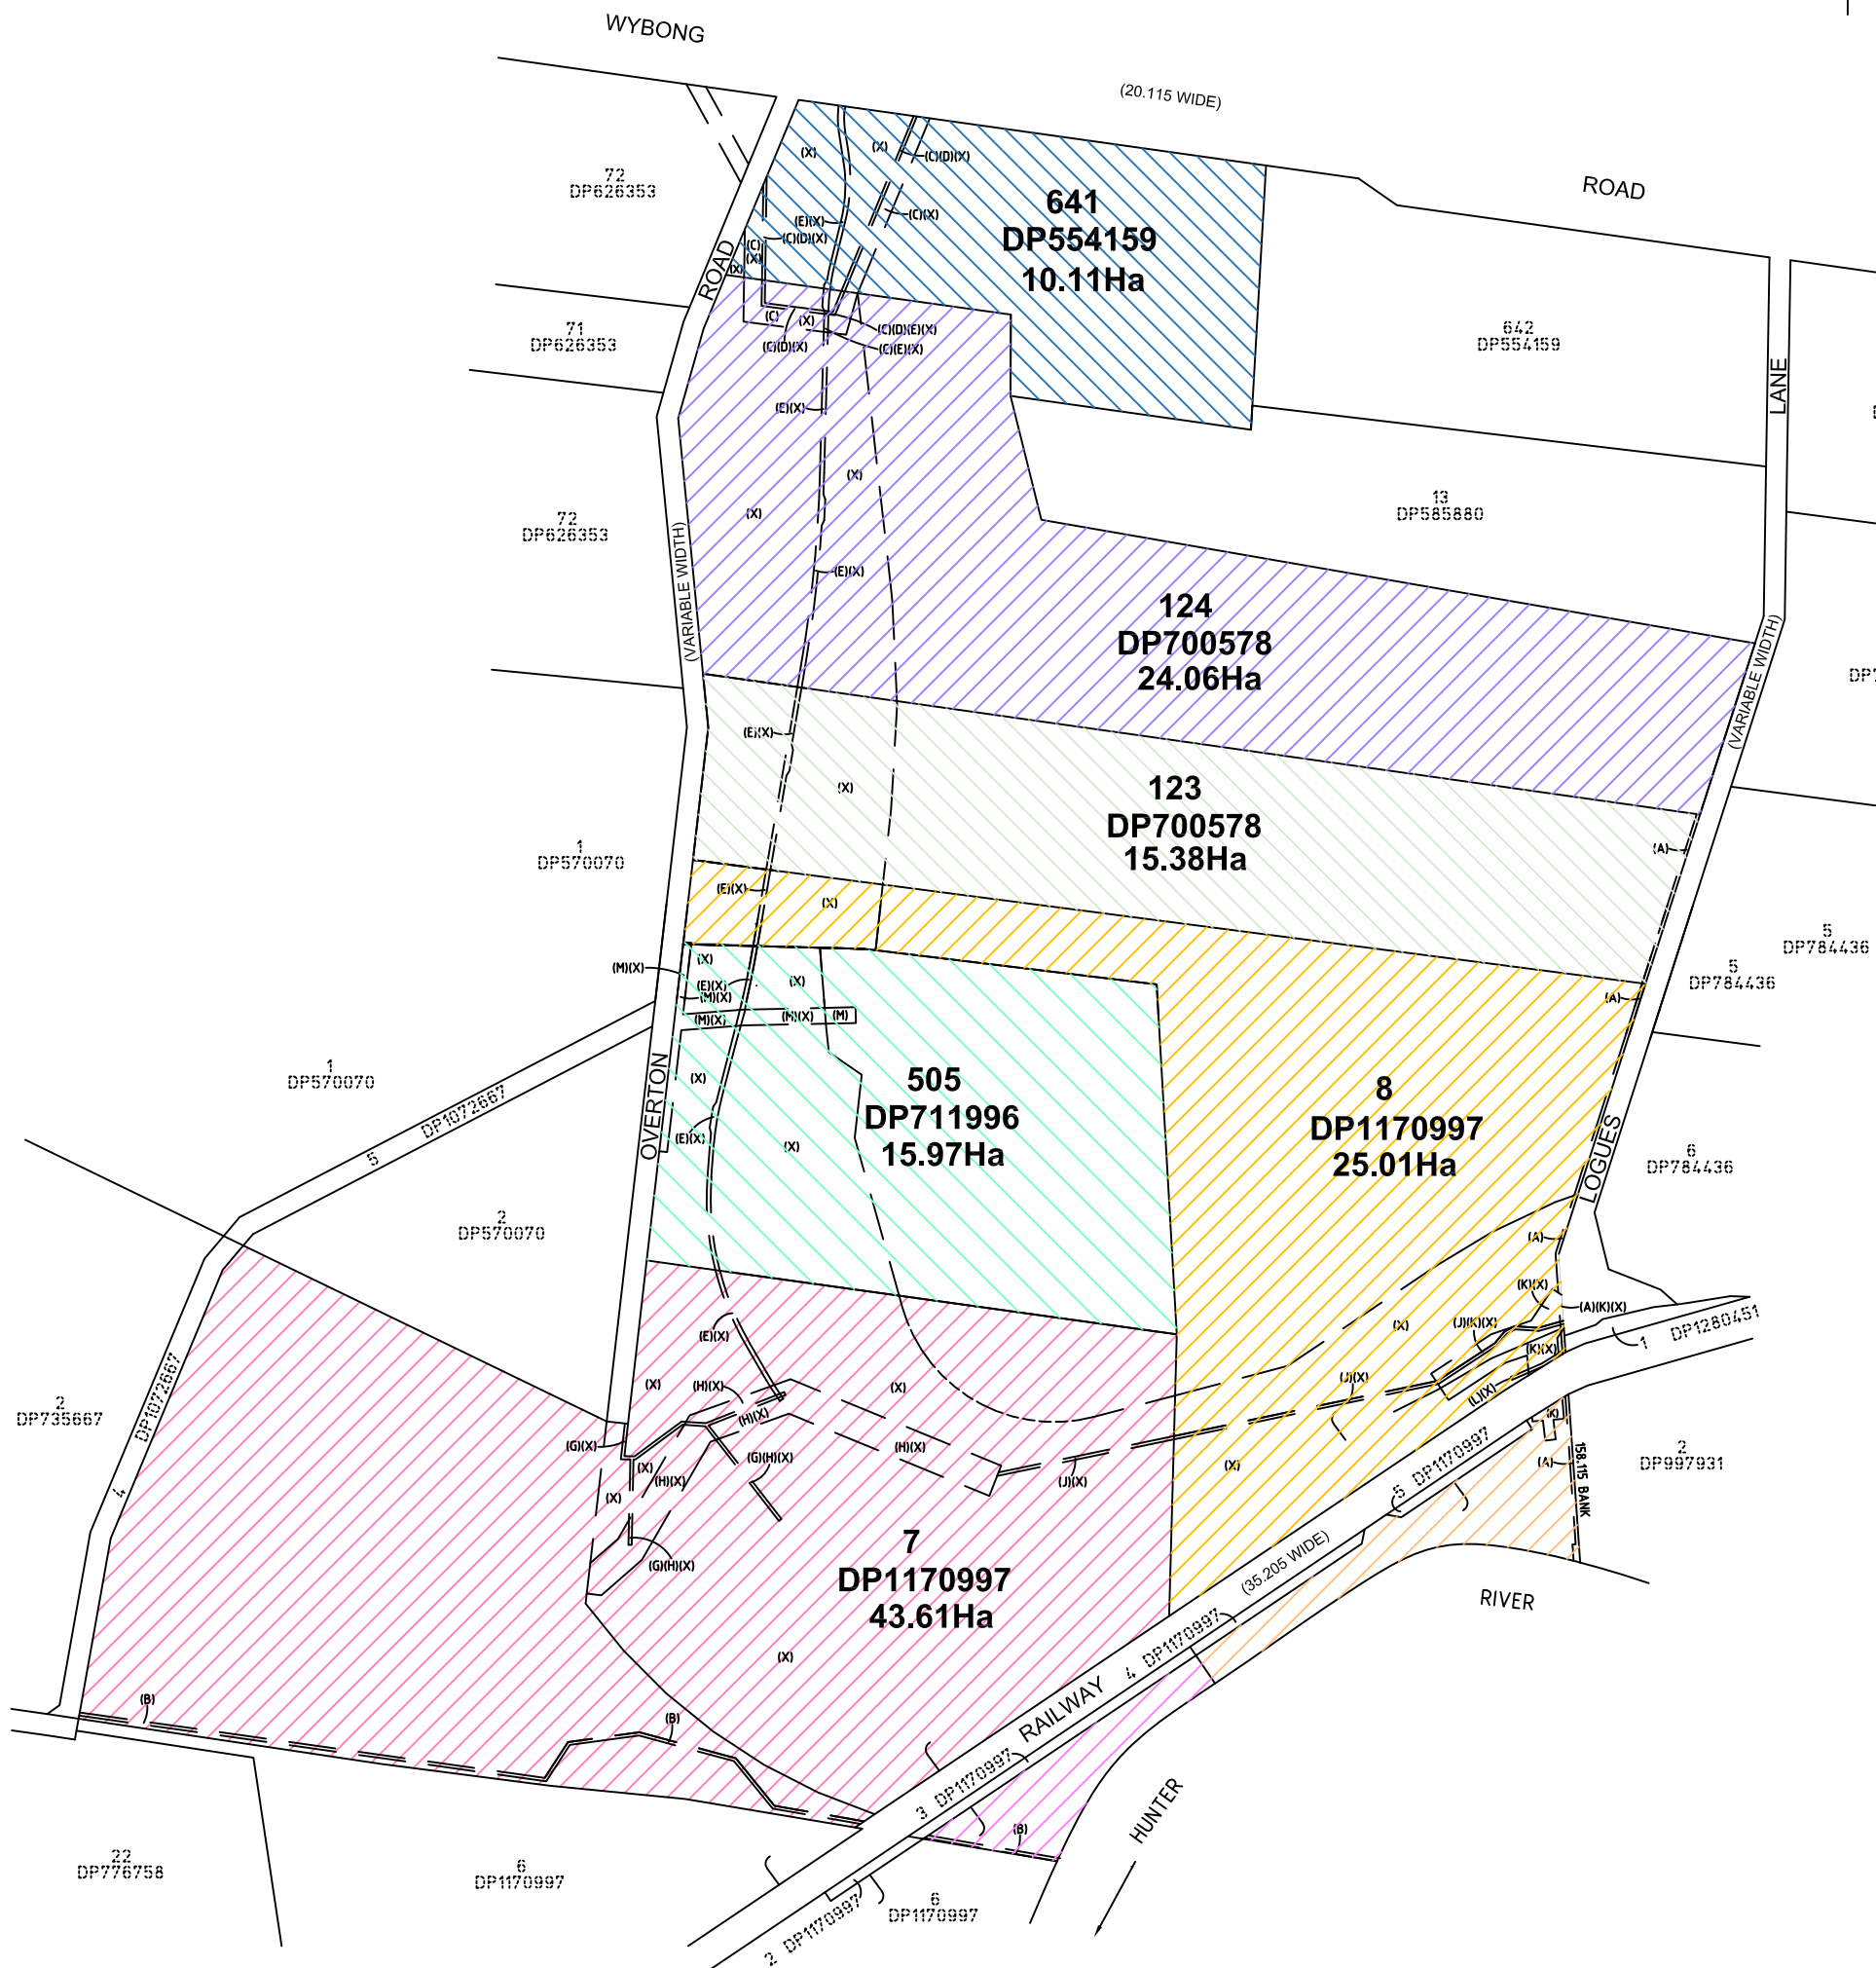 WYBONG
(20.115 WIDE)
ROAD
72
DP626353
(X)
(X)
(C)(D)(X)
641
DP554159
10.11Ha
(E)(X)
(C)(X)
(C)(D)(X)
(C)
(X)
(X)
ROAD
71
DP626353
(C)
(X)
(C)(D)(E)(X)
(C)(D)(X)
(C)(E)(X)
642
DP554159
LANE
(E)(X)
(X)
(X)
72
DP626353
13
DP585880
(VARIABLE WIDTH)
(E)(X)
124
DP700578
24.06Ha
(VARIABLE WIDTH)
(E)(X)
(X)
123
DP700578
15.38Ha
(A)
1
DP570070
(E)(X)
(X)
5
DP784436
5
DP784436
(M)(X)
(X)
(X)
(E)(X)
(M)(X)
(M)(X)
(M)(X)
(M)
(A)
1
DP570070
5
DP1072667
OVERTON
(X)
(E)(X)
(X)
505
DP711996
15.97Ha
8
DP1170997
25.01Ha
LOGUES
6
DP784436
2
DP570070
(A)
(K)(X)
(A)(K)(X)
(J)(K)(X)
(K)(X)
1
DP1280451
(E)(X)
(X)
(X)
(H)(X)
(X)
(J)(X)
(L)(X)
(H)(X)
(K)
2
DP735667
4
DP1072667
(G)(X)
(X)
(H)(X)
(G)(H)(X)
(H)(X)
(J)(X)
(X)
(A)
158.115 BANK
2
DP997931
5 DP1170997
(X)
(G)(H)(X)
7
DP1170997
43.61Ha
(35.205 WIDE)
RIVER
(X)
4 DP1170997
RAILWAY
(B)
(B)
3 DP1170997
(B)
HUNTER
22
DP776758
6
DP1170997
6
DP1170997
2 DP1170997